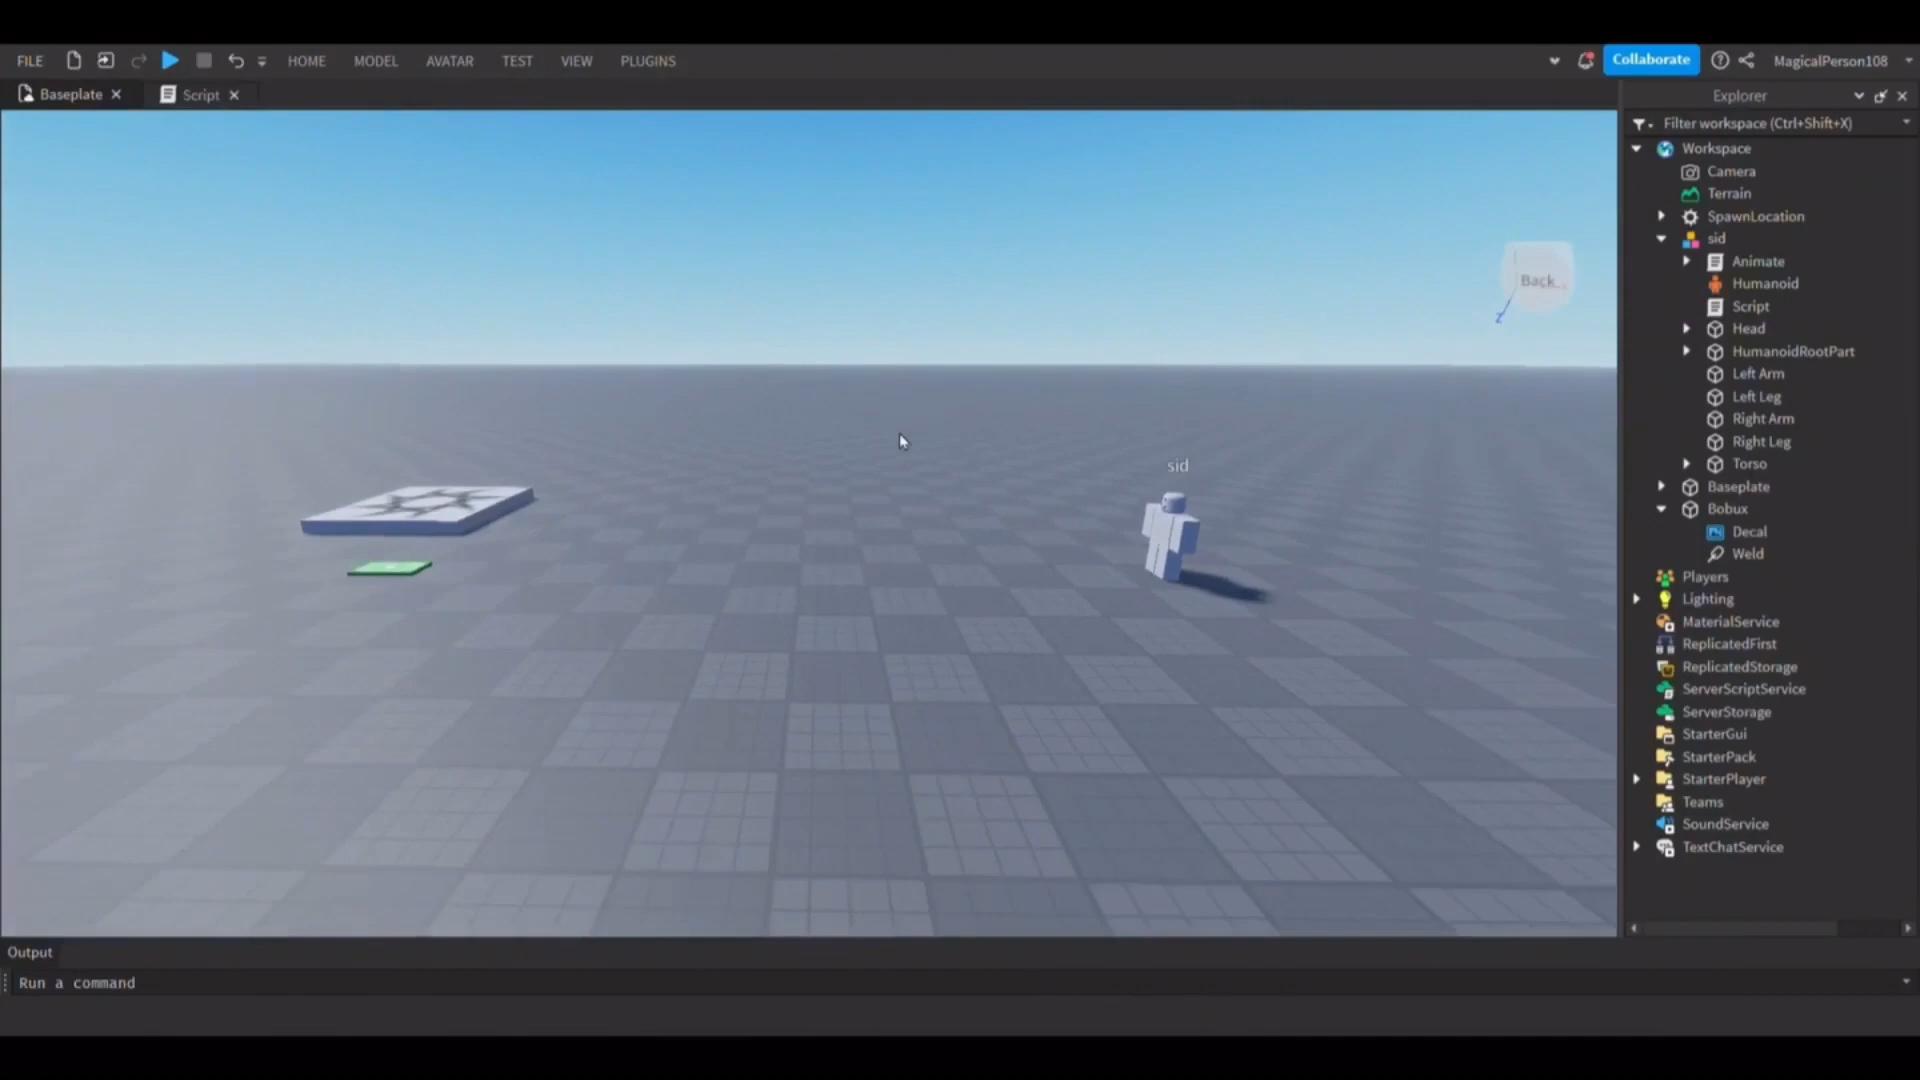 FILE HOME MODEL AVATAR TEST VIEW PLUGINS Collaborate MagicalPerson108
Baseplate Script
Explorer
Filter workspace (Ctrl+Shift+X)
Workspace
Camera
Terrain
SpawnLocation
sid
Animate
Humanoid
Script
Head
HumanoidRootPart
Left Arm
Left Leg
Right Arm
Right Leg
Torso
Baseplate
Bobux
Decal
Weld
Players
Lighting
MaterialService
ReplicatedFirst
ReplicatedStorage
ServerScriptService
ServerStorage
StarterGui
StarterPack
StarterPlayer
Teams
SoundService
TextChatService
Back
Z
sid
Output
Run a command